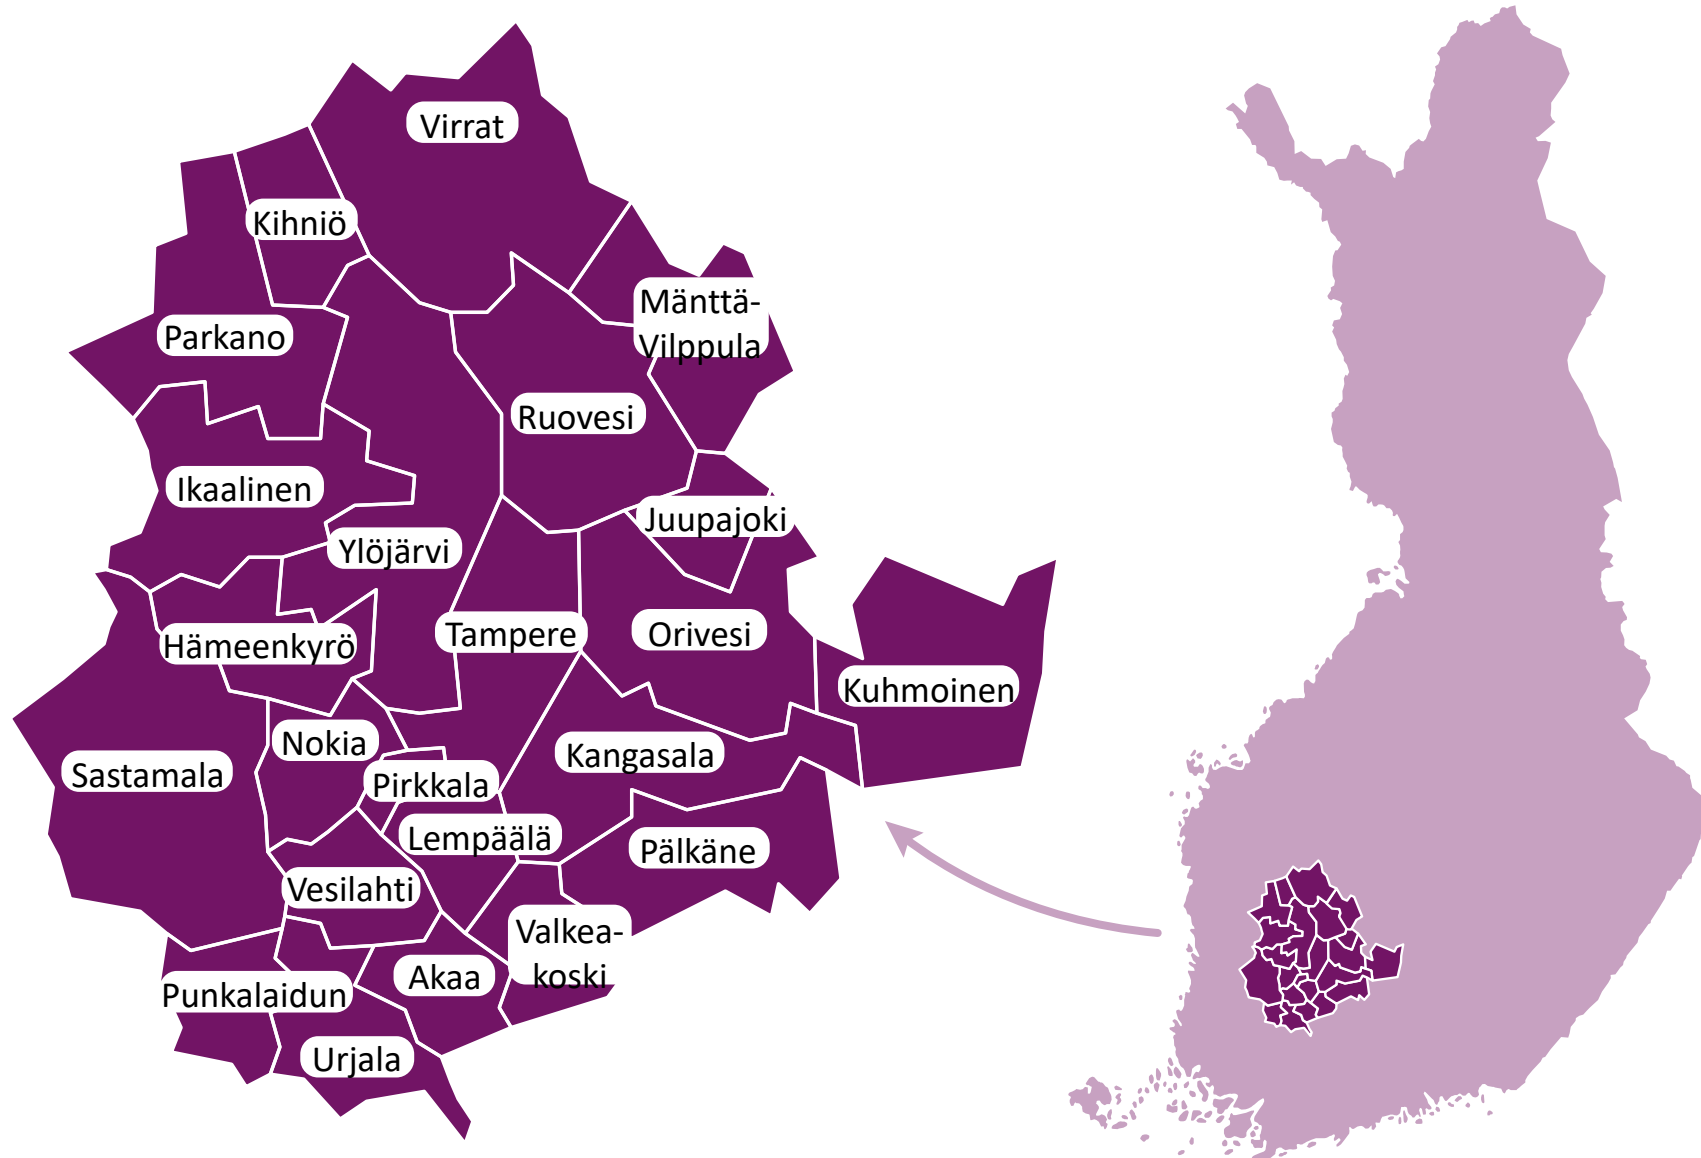 Virrat
Kihniö
Mänttä-
Vilppula
Parkano
Ruovesi
Ikaalinen
Juupajoki
Ylöjärvi
Tampere
Orivesi
Hämeenkyrö
Kuhmoinen
Nokia
Kangasala
Sastamala
Pirkkala
Lempäälä
Pälkäne
Vesilahti
Valkea-
koski
Akaa
Punkalaidun
Urjala